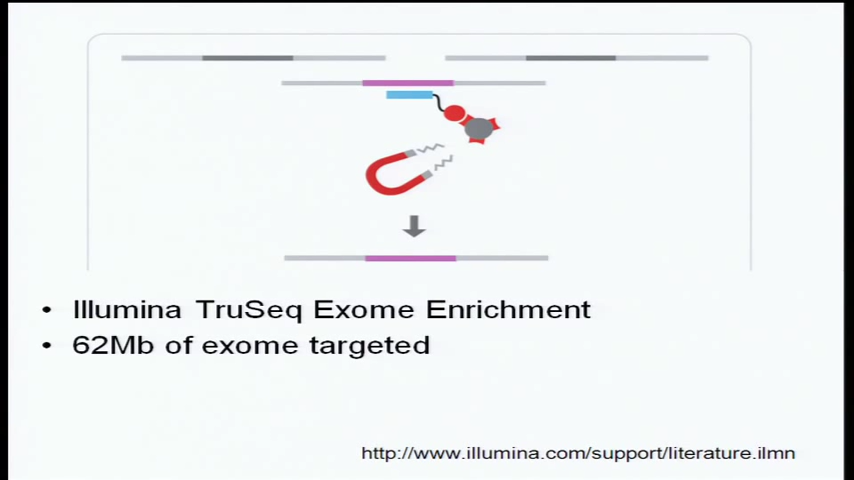 • Illumina TruSeq Exome Enrichment
• 62Mb of exome targeted
http://www.illumina.com/support/literature.ilmn